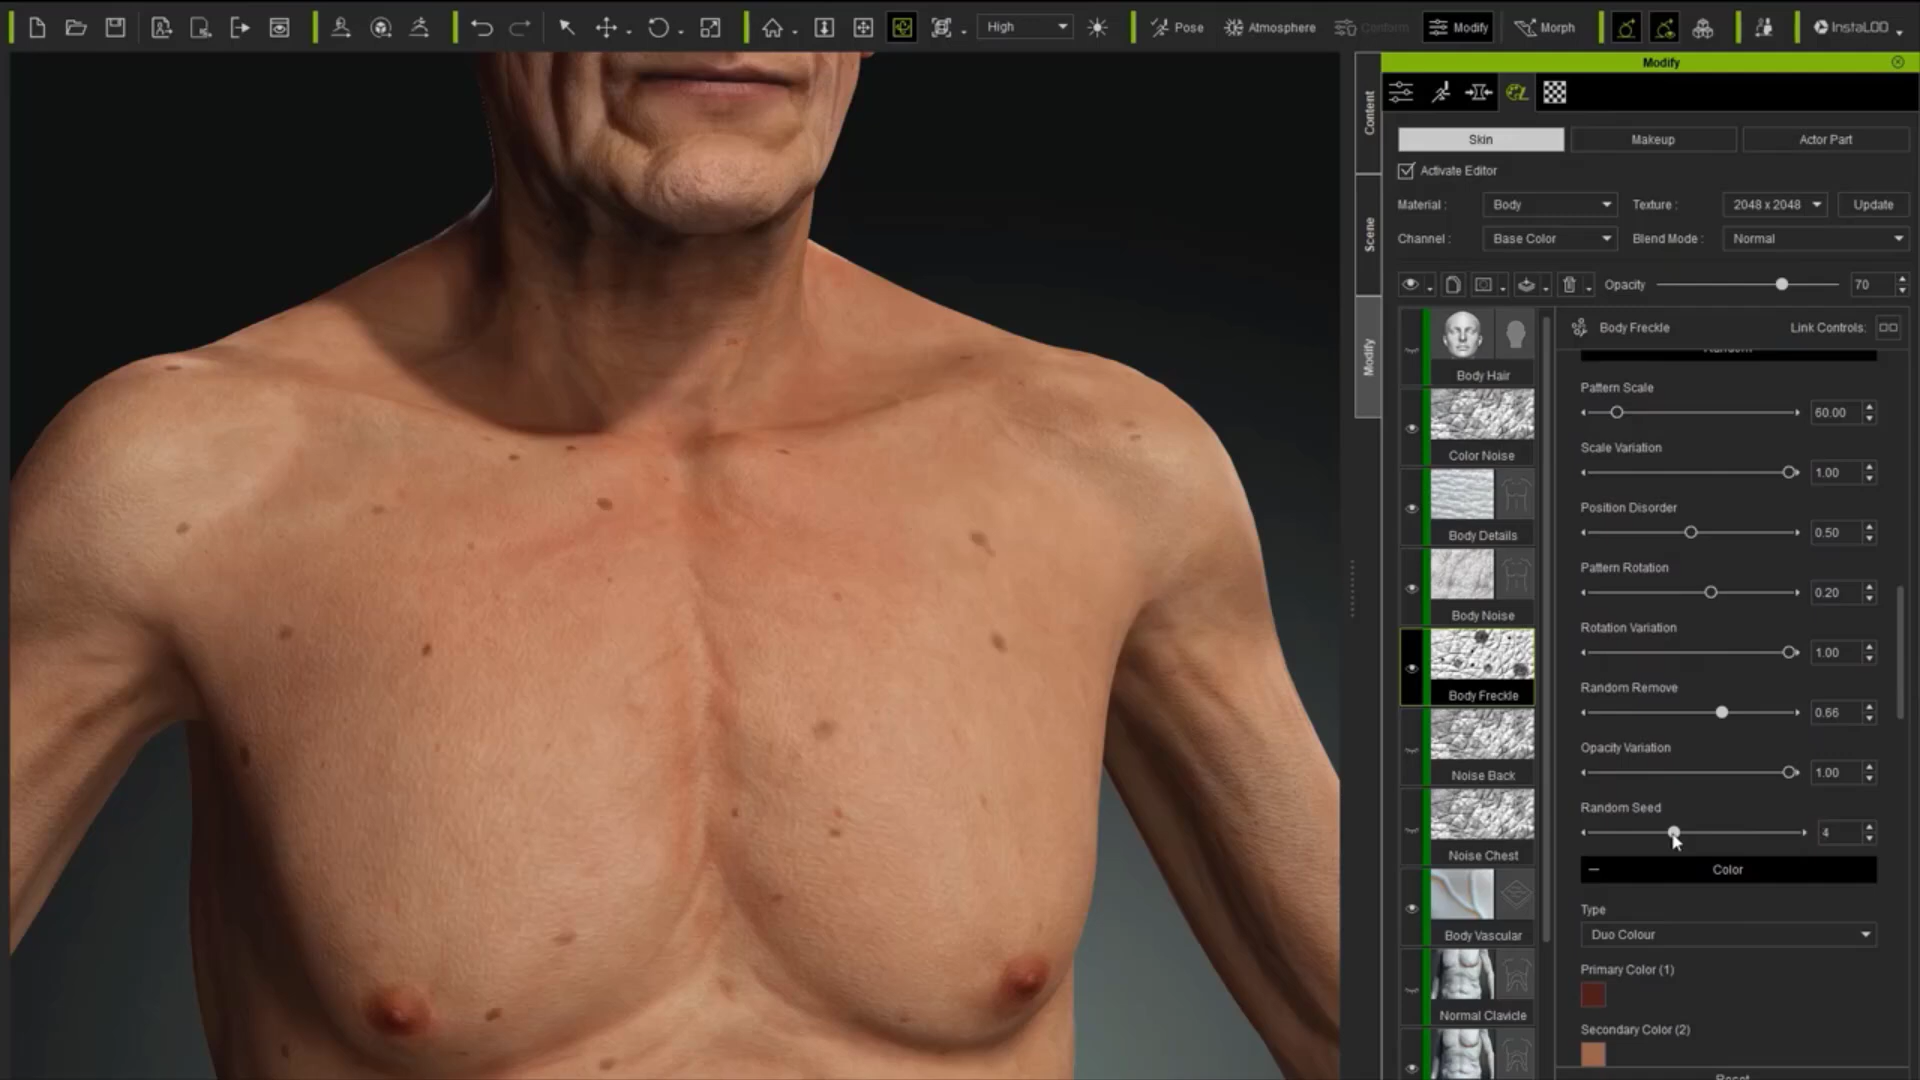 High
Pose
Atmosphere
Conform
Modify
Morph
InstaLOD
Modify
Content
Scene
Modify
Skin
Makeup
Actor Part
Activate Editor
Material :
Body
Texture :
2048 x 2048
Update
Channel :
Base Color
Blend Mode :
Normal
Opacity
70
Body Hair
Color Noise
Body Details
Body Noise
Body Freckle
Noise Back
Noise Chest
Body Vascular
Normal Clavicle
Body Freckle
Link Controls:
Random
Pattern Scale
60.00
Scale Variation
1.00
Position Disorder
0.50
Pattern Rotation
0.20
Rotation Variation
1.00
Random Remove
0.66
Opacity Variation
1.00
Random Seed
4
Color
Type
Duo Colour
Primary Color (1)
Secondary Color (2)
Reset